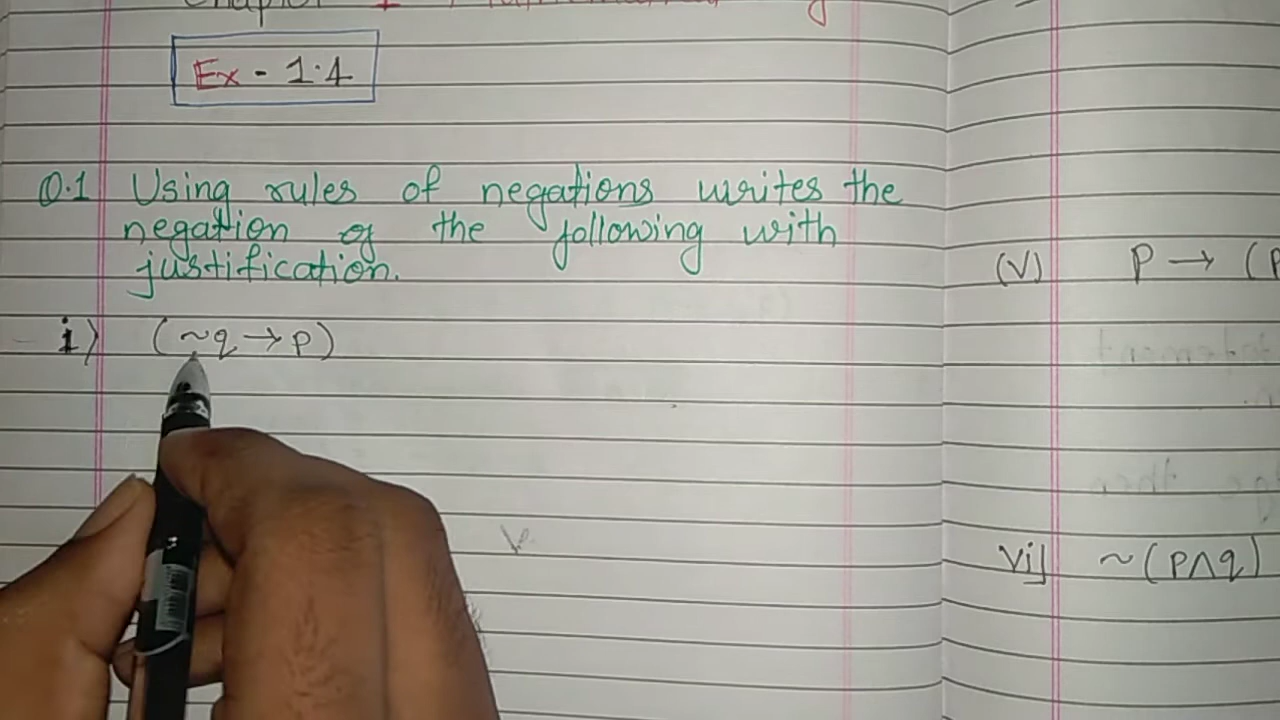 Ex - 1.4
Q.1 Using rules of negations writes the
negation of the following with
justification.
i) (~q → p)
(V) p → (p
Vi) ~(p∧q)